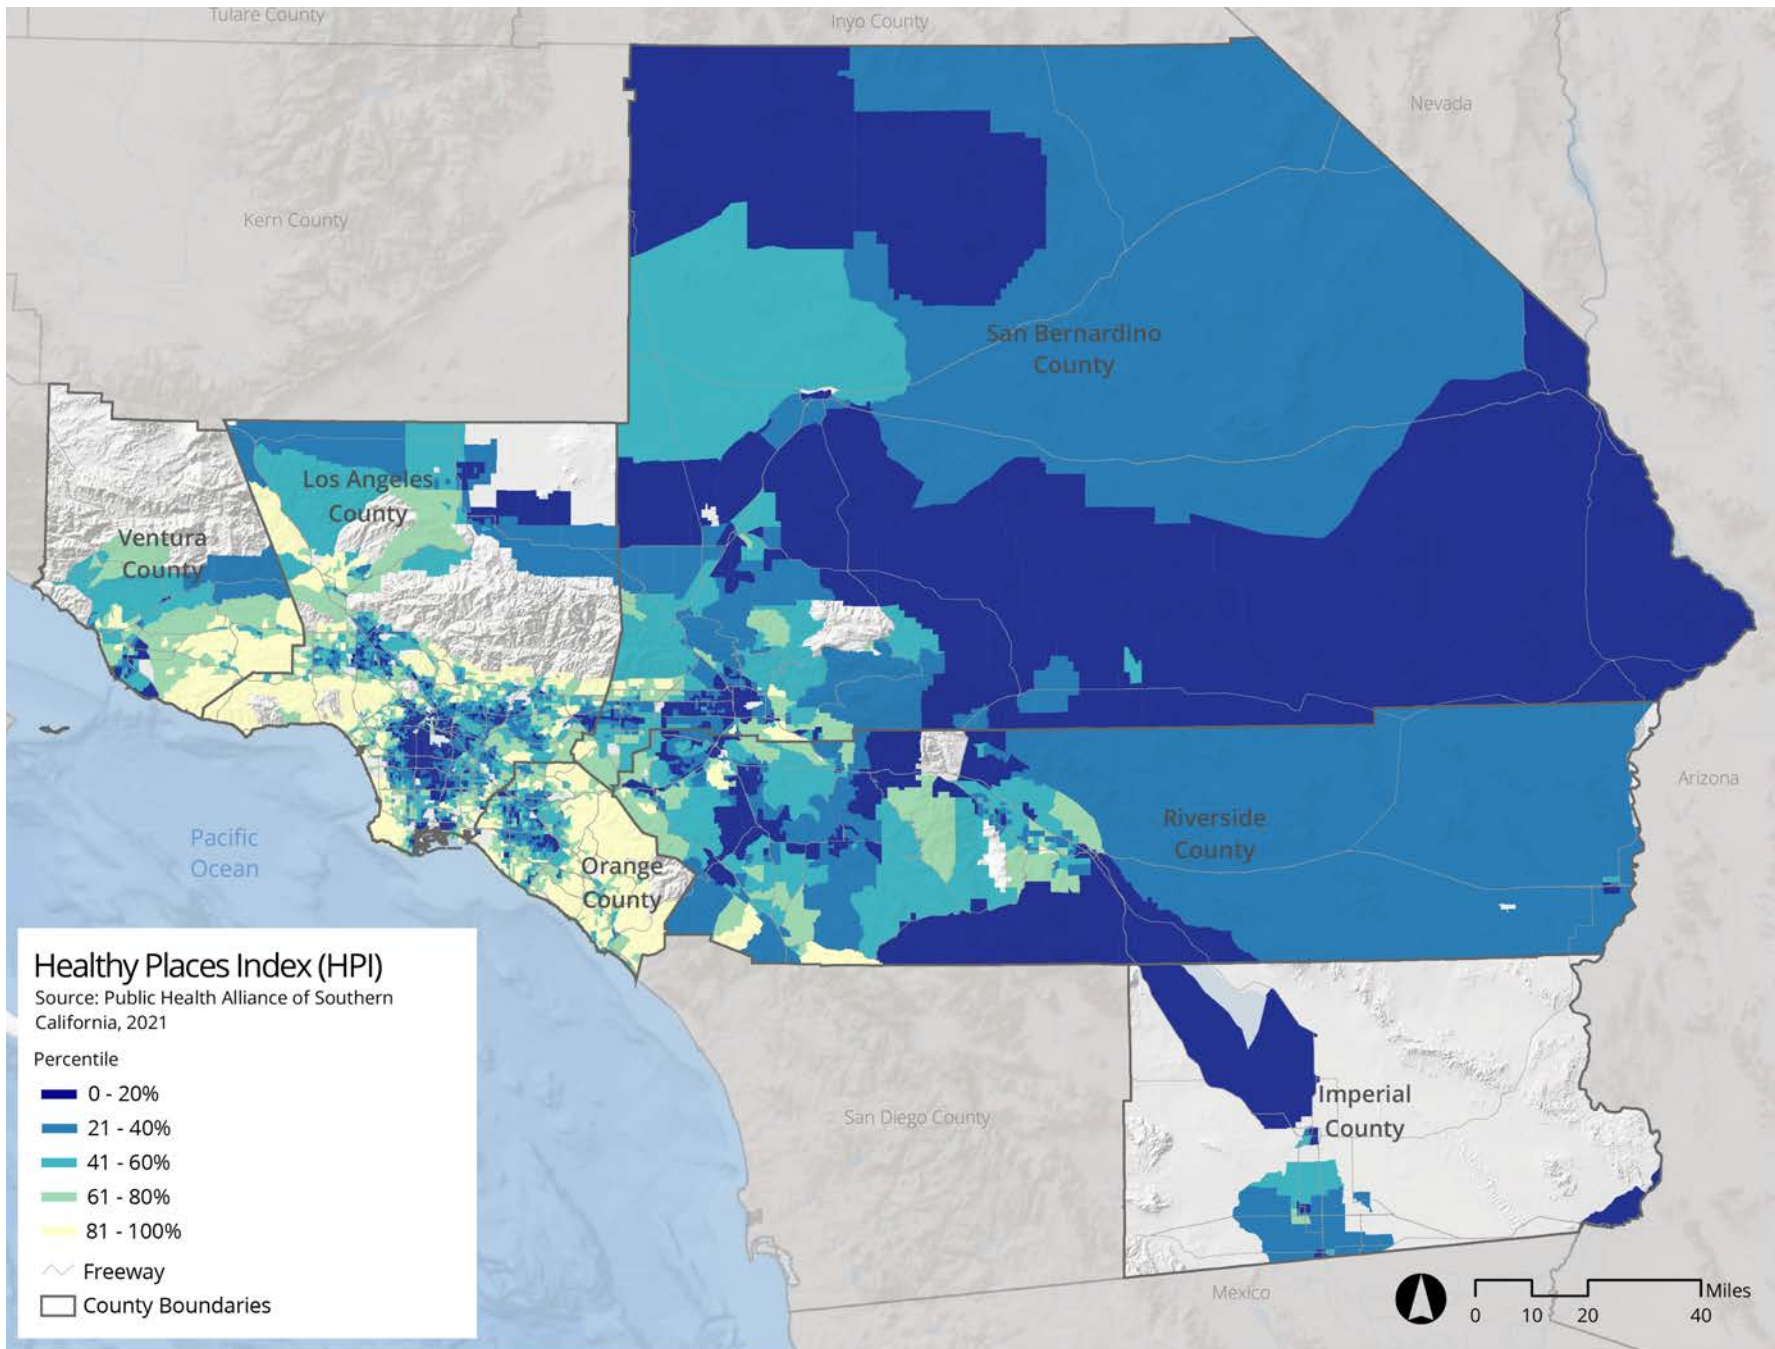 Tulare County
Inyo County
Nevada
Kern County
San Bernardino
County
Los Angeles
County
Ventura
County
Arizona
Riverside
County
Pacific
Ocean
Orange
County
Healthy Places Index (HPI)
Source: Public Health Alliance of Southern
California, 2021
Percentile
0 - 20%
21 - 40%
41 - 60%
61 - 80%
81 - 100%
Freeway
County Boundaries
San Diego County
Imperial
County
Mexico
Miles
0 10 20 40